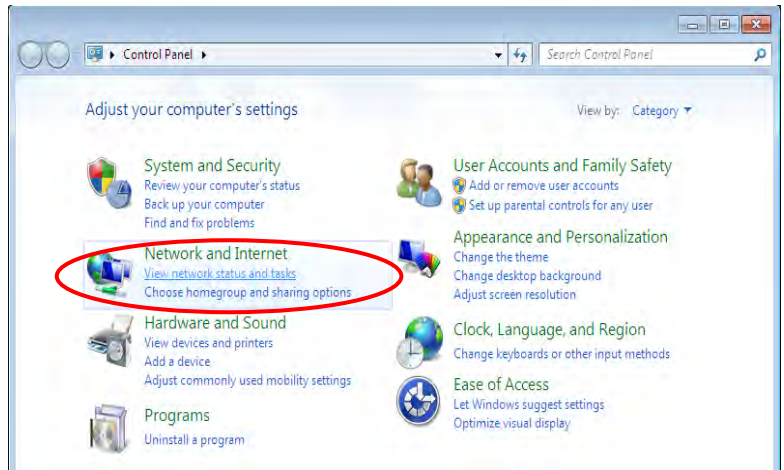 Control Panel
Search Control Panel
Adjust your computer's settings
View by: Category
System and Security
Review your computer's status
Back up your computer
Find and fix problems
Network and Internet
View network status and tasks
Choose homegroup and sharing options
Hardware and Sound
View devices and printers
Add a device
Adjust commonly used mobility settings
Programs
Uninstall a program
User Accounts and Family Safety
Add or remove user accounts
Set up parental controls for any user
Appearance and Personalization
Change the theme
Change desktop background
Adjust screen resolution
Clock, Language, and Region
Change keyboards or other input methods
Ease of Access
Let Windows suggest settings
Optimize visual display